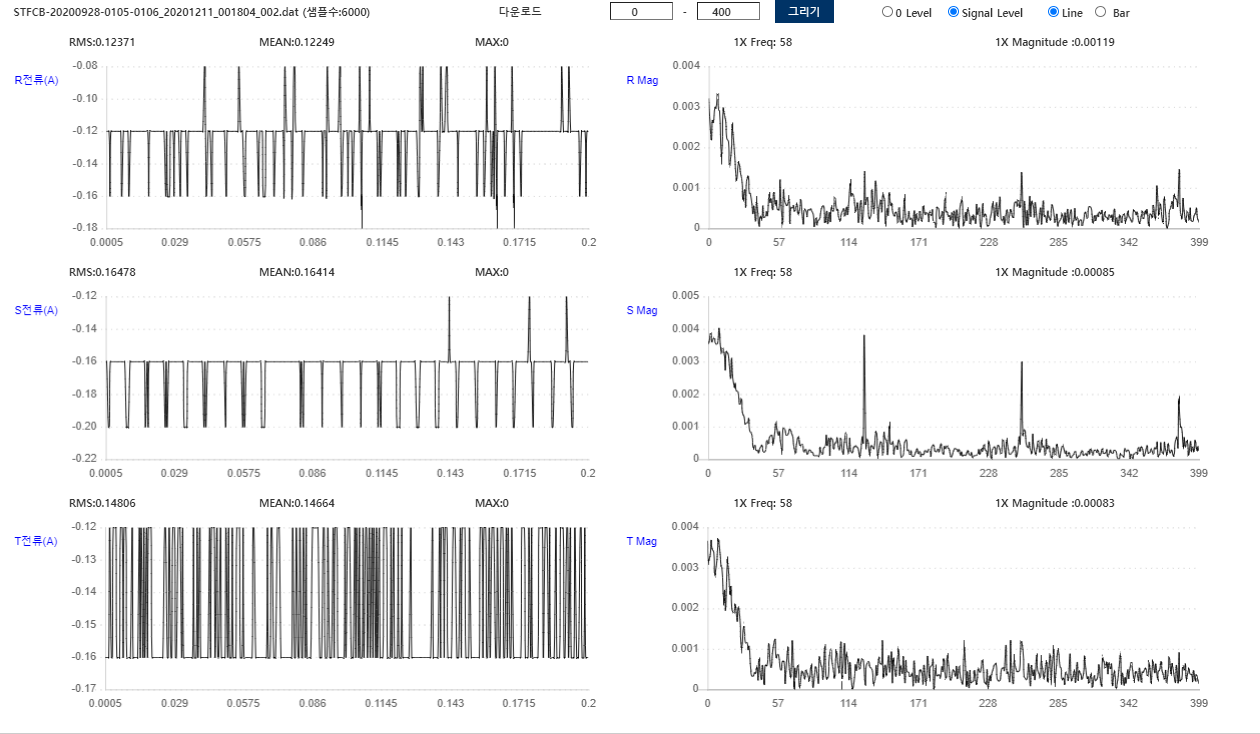 STFCB-20200928-0105-0106_20201211_001804_002.dat (샘플수:6000) 다운로드 0 - 400 그리기 0 Level Signal Level Line Bar
RMS:0.12371 MEAN:0.12249 MAX:0 1X Freq: 58 1X Magnitude :0.00119
R전류(A)
-0.08
-0.10
-0.12
-0.14
-0.16
-0.18
0.0005 0.029 0.0575 0.086 0.1145 0.143 0.1715 0.2
R Mag
0.004
0.003
0.002
0.001
0
0 57 114 171 228 285 342 399
RMS:0.16478 MEAN:0.16414 MAX:0 1X Freq: 58 1X Magnitude :0.00085
S전류(A)
-0.12
-0.14
-0.16
-0.18
-0.20
-0.22
0.0005 0.029 0.0575 0.086 0.1145 0.143 0.1715 0.2
S Mag
0.005
0.004
0.003
0.002
0.001
0
0 57 114 171 228 285 342 399
RMS:0.14806 MEAN:0.14664 MAX:0 1X Freq: 58 1X Magnitude :0.00083
T전류(A)
-0.12
-0.13
-0.14
-0.15
-0.16
-0.17
0.0005 0.029 0.0575 0.086 0.1145 0.143 0.1715 0.2
T Mag
0.004
0.003
0.002
0.001
0
0 57 114 171 228 285 342 399